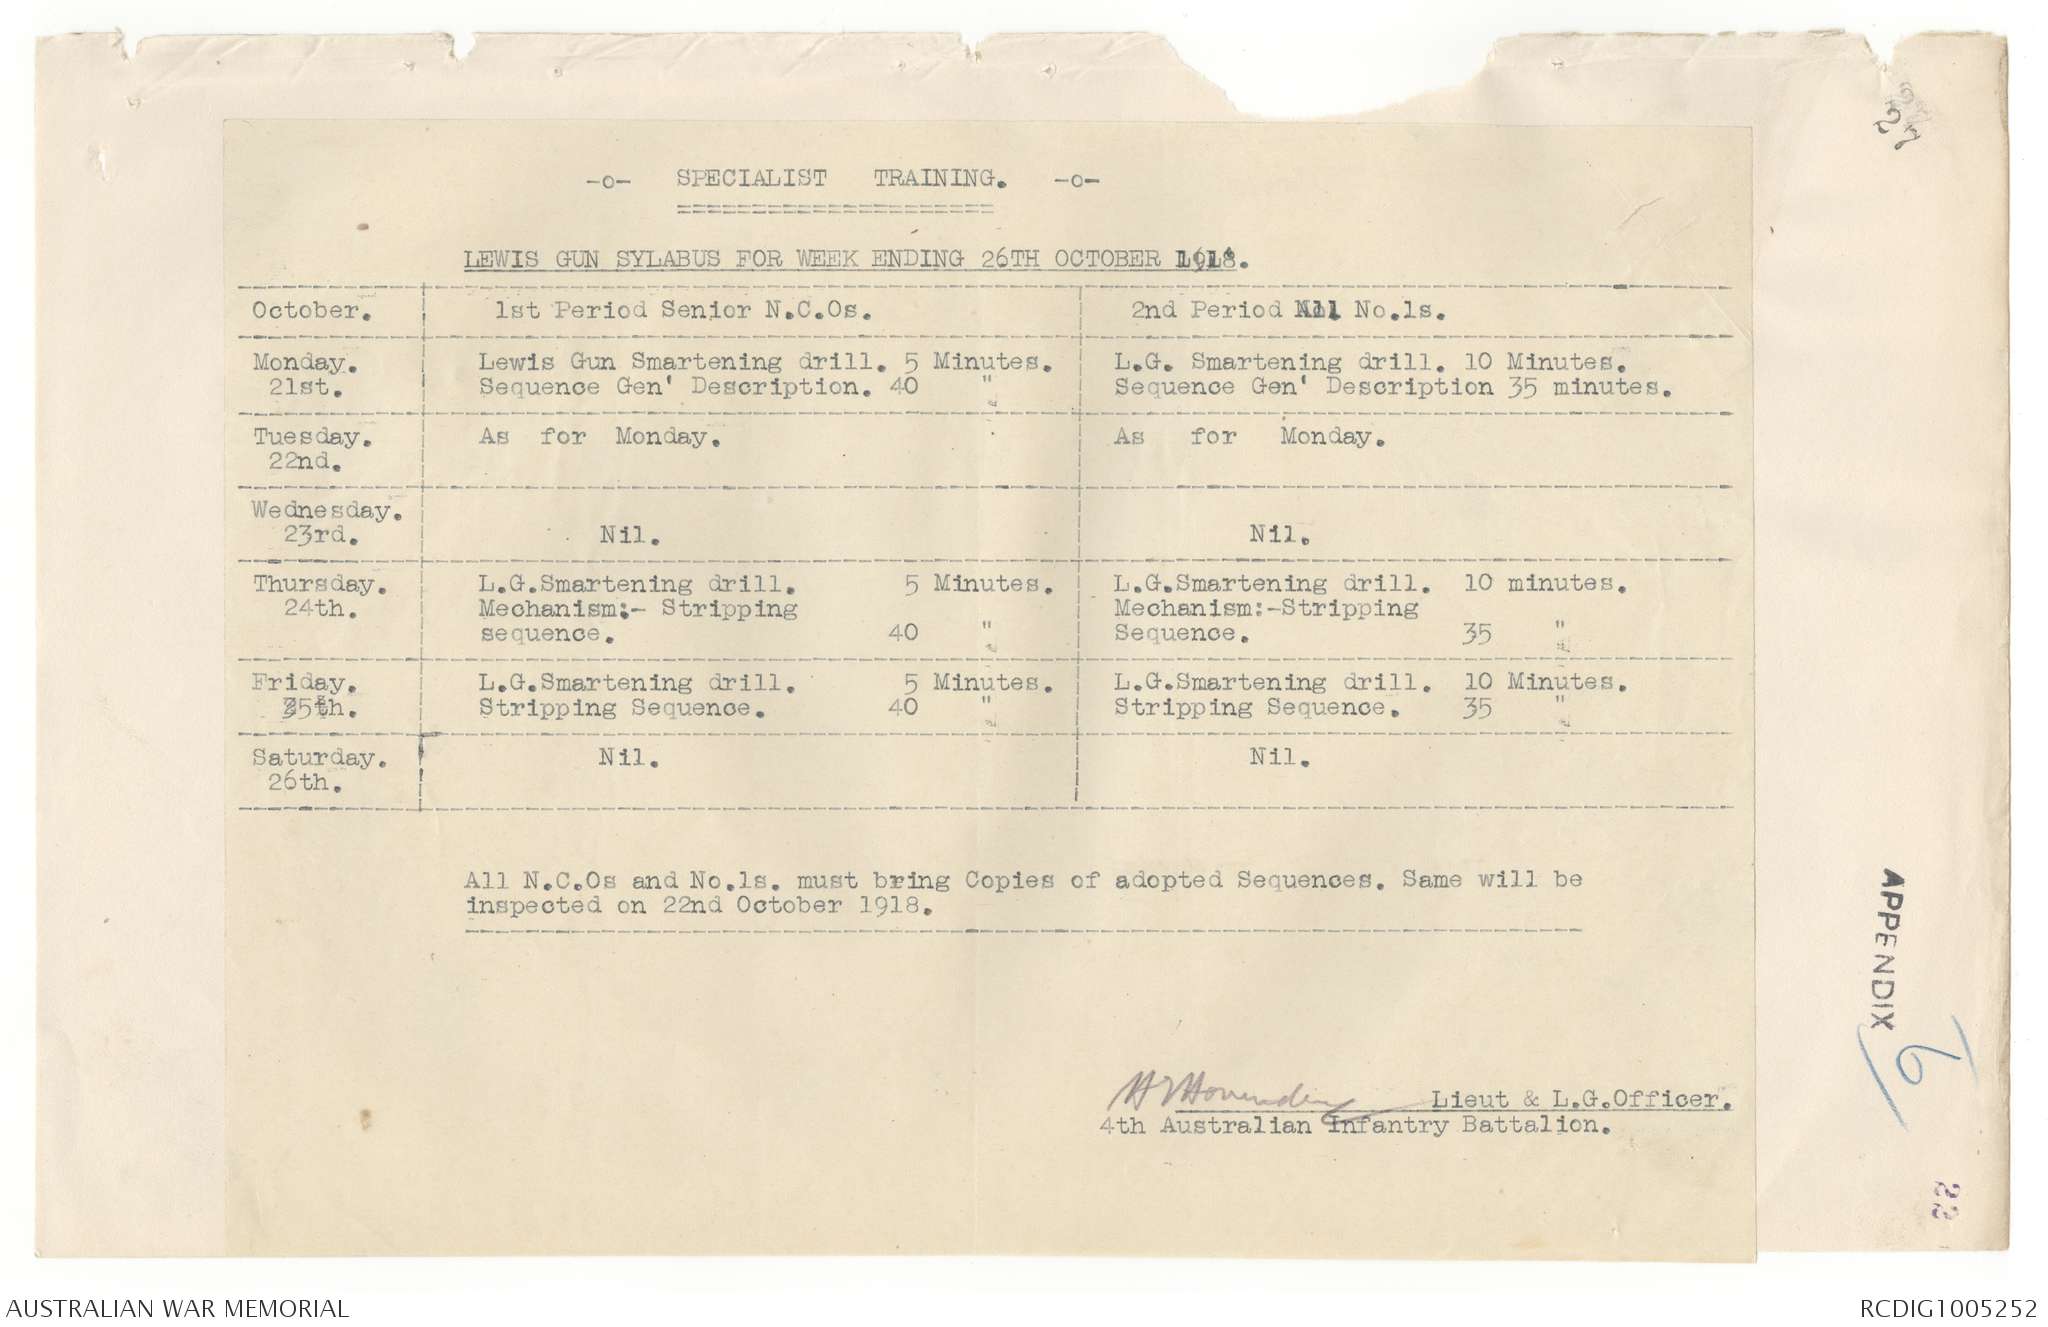 27
-o- SPECIALIST TRAINING. -o-
LEWIS GUN SYLABUS FOR WEEK ENDING 26TH OCTOBER 1918.
October. 1st Period Senior N.C.Os. 2nd Period All No.1s.
Monday. Lewis Gun Smartening drill. 5 Minutes. L.G. Smartening drill. 10 Minutes.
21st. Sequence Gen' Description. 40 " Sequence Gen' Description 35 minutes.
Tuesday. As for Monday. As for Monday.
22nd.
Wednesday.
23rd. Nil. Nil.
Thursday. L.G.Smartening drill. 5 Minutes. L.G.Smartening drill. 10 minutes.
24th. Mechanism:- Stripping Mechanism:-Stripping
sequence. 40 " Sequence. 35 "
Friday. L.G.Smartening drill. 5 Minutes. L.G.Smartening drill. 10 Minutes.
25th. Stripping Sequence. 40 " Stripping Sequence. 35 "
Saturday. Nil. Nil.
26th.
All N.C.Os and No.1s. must bring Copies of adopted Sequences. Same will be
inspected on 22nd October 1918.
Lieut & L.G.Officer.
4th Australian Infantry Battalion.
APPENDIX
22
AUSTRALIAN WAR MEMORIAL
RCDIG1005252